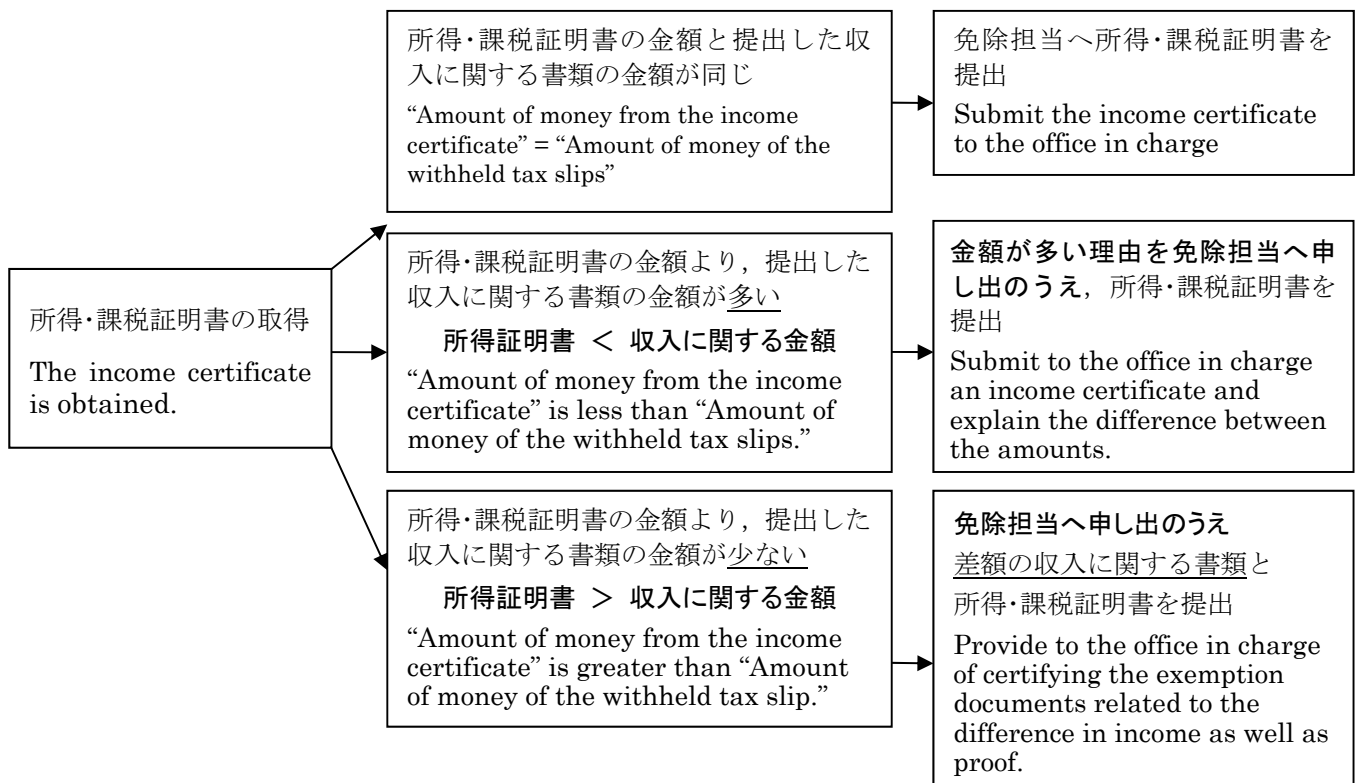 所得・課税証明書の取得
The income certificate
is obtained.
所得・課税証明書の金額と提出した収
入に関する書類の金額が同じ
“Amount of money from the income
certificate” = “Amount of money of the
withheld tax slips”
免除担当へ所得・課税証明書を
提出
Submit the income certificate
to the office in charge
所得・課税証明書の金額より，提出した
収入に関する書類の金額が多い
所得証明書 ＜ 収入に関する金額
“Amount of money from the income
certificate” is less than “Amount of
money of the withheld tax slips.”
金額が多い理由を免除担当へ申
し出のうえ，所得・課税証明書を
提出
Submit to the office in charge
an income certificate and
explain the difference between
the amounts.
所得・課税証明書の金額より，提出した
収入に関する書類の金額が少ない
所得証明書 ＞ 収入に関する金額
“Amount of money from the income
certificate” is greater than “Amount
of money of the withheld tax slip.”
免除担当へ申し出のうえ
差額の収入に関する書類と
所得・課税証明書を提出
Provide to the office in charge
of certifying the exemption
documents related to the
difference in income as well as
proof.